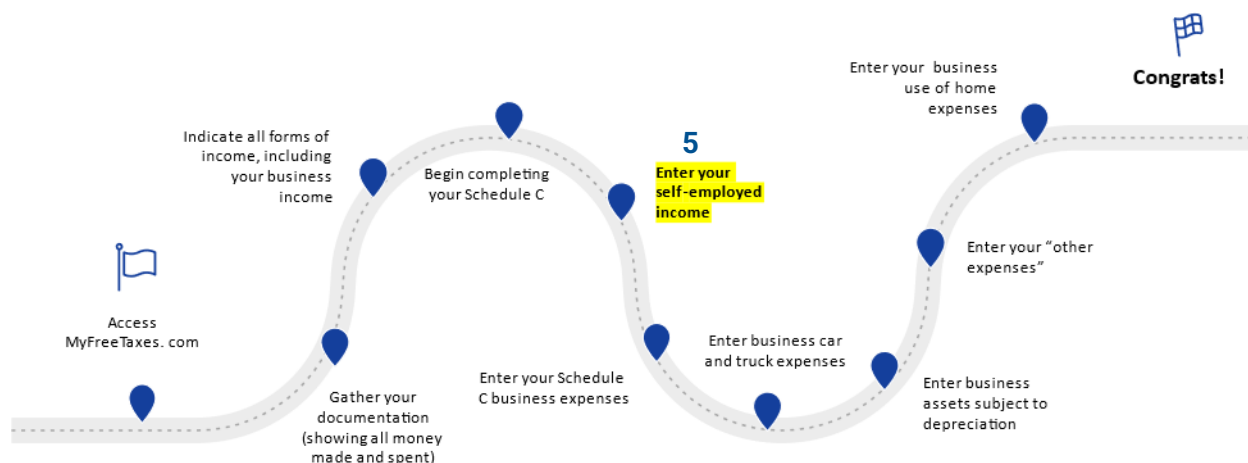 Access
MyFreeTaxes. com
Gather your
documentation
(showing all money
made and spent)
Indicate all forms of
income, including
your business
income
Begin completing
your Schedule C
5
Enter your
self-employed
income
Enter your Schedule
C business expenses
Enter business car
and truck expenses
Enter business
assets subject to
depreciation
Enter your “other
expenses”
Enter your business
use of home
expenses
Congrats!